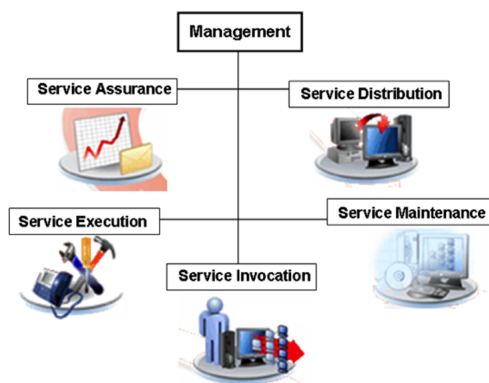 Management
Service Assurance
Service Distribution
Service Execution
Service Maintenance
Service Invocation